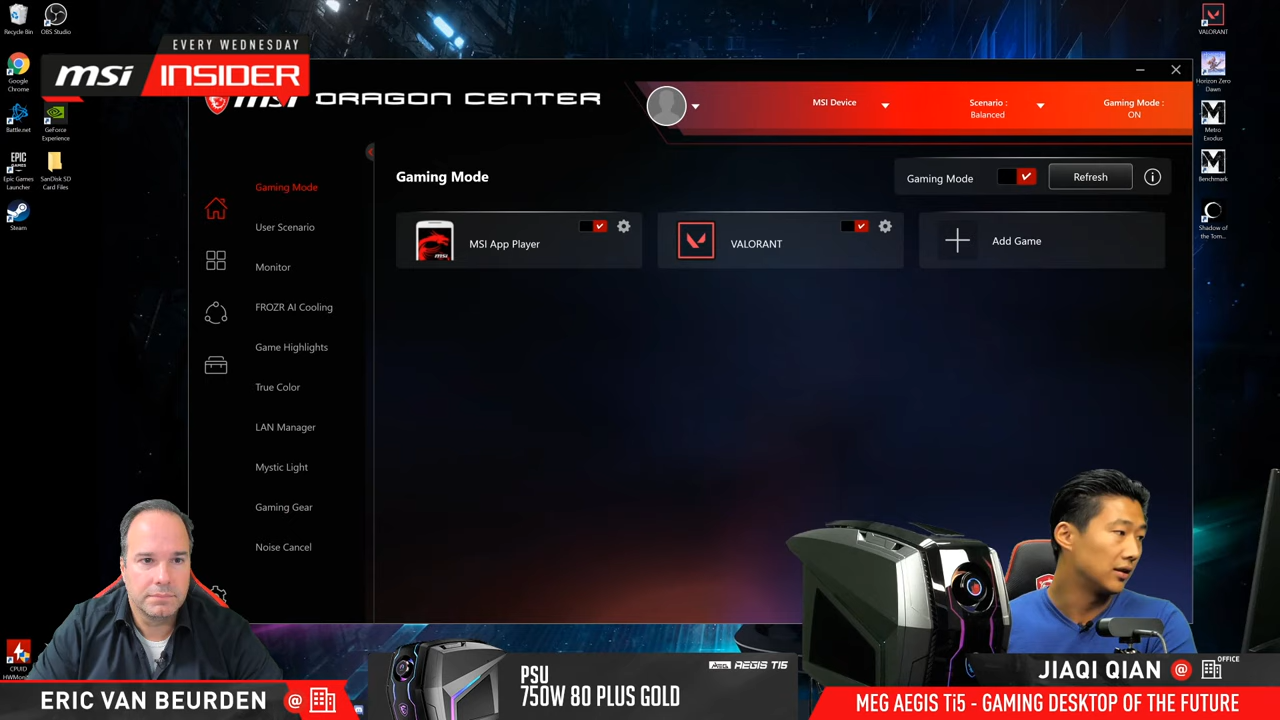 Recycle Bin
OBS Studio
Google
Chrome
Battle.net
GeForce
Experience
Epic Games
Launcher
SanDisk SD
Card Files
Steam
EVERY WEDNESDAY
msi INSIDER
DRAGON CENTER
MSI Device
Scenario :
Balanced
Gaming Mode :
ON
VALORANT
Horizon Zero
Dawn
Metro
Exodus
Benchmark
Shadow of
the Tom...
Gaming Mode
User Scenario
Monitor
FROZR AI Cooling
Game Highlights
True Color
LAN Manager
Mystic Light
Gaming Gear
Noise Cancel
Gaming Mode
Gaming Mode
Refresh
MSI App Player
VALORANT
Add Game
CPUID
ERIC VAN BEURDEN @
PSU
750W 80 PLUS GOLD
AEGIS Ti5
JIAQI QIAN @ OFFICE
MEG AEGIS Ti5 - GAMING DESKTOP OF THE FUTURE